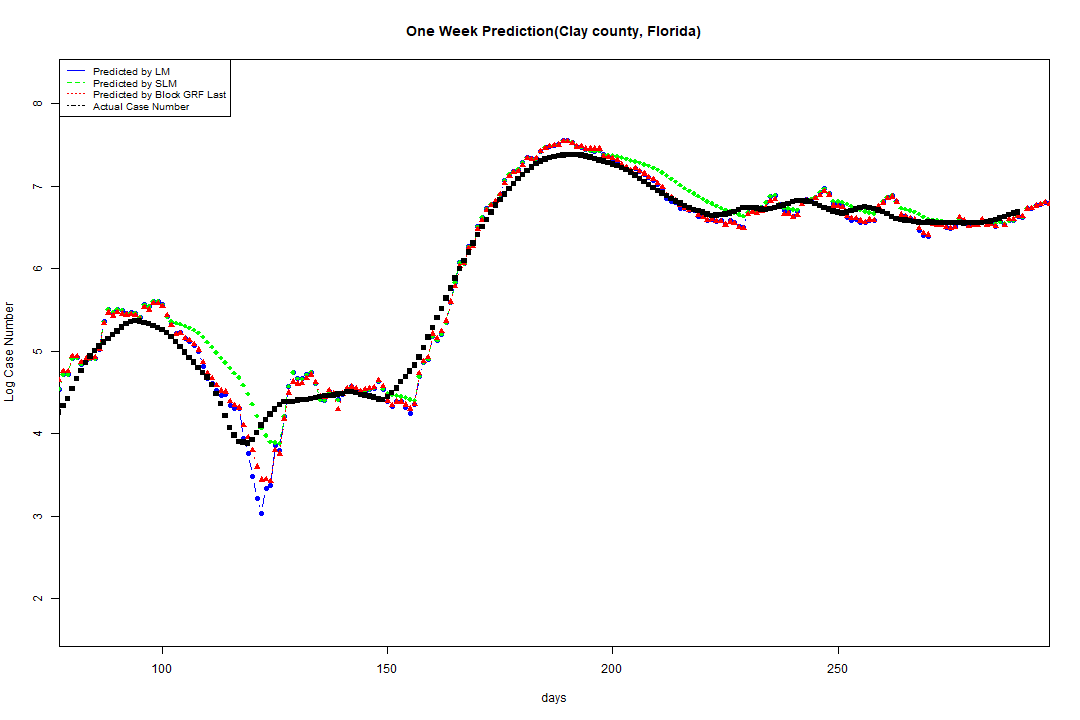 One Week Prediction(Clay county, Florida)
Predicted by LM
Predicted by SLM
Predicted by Block GRF Last
Actual Case Number
8
7
6
5
4
3
2
Log Case Number
100 150 200 250
days